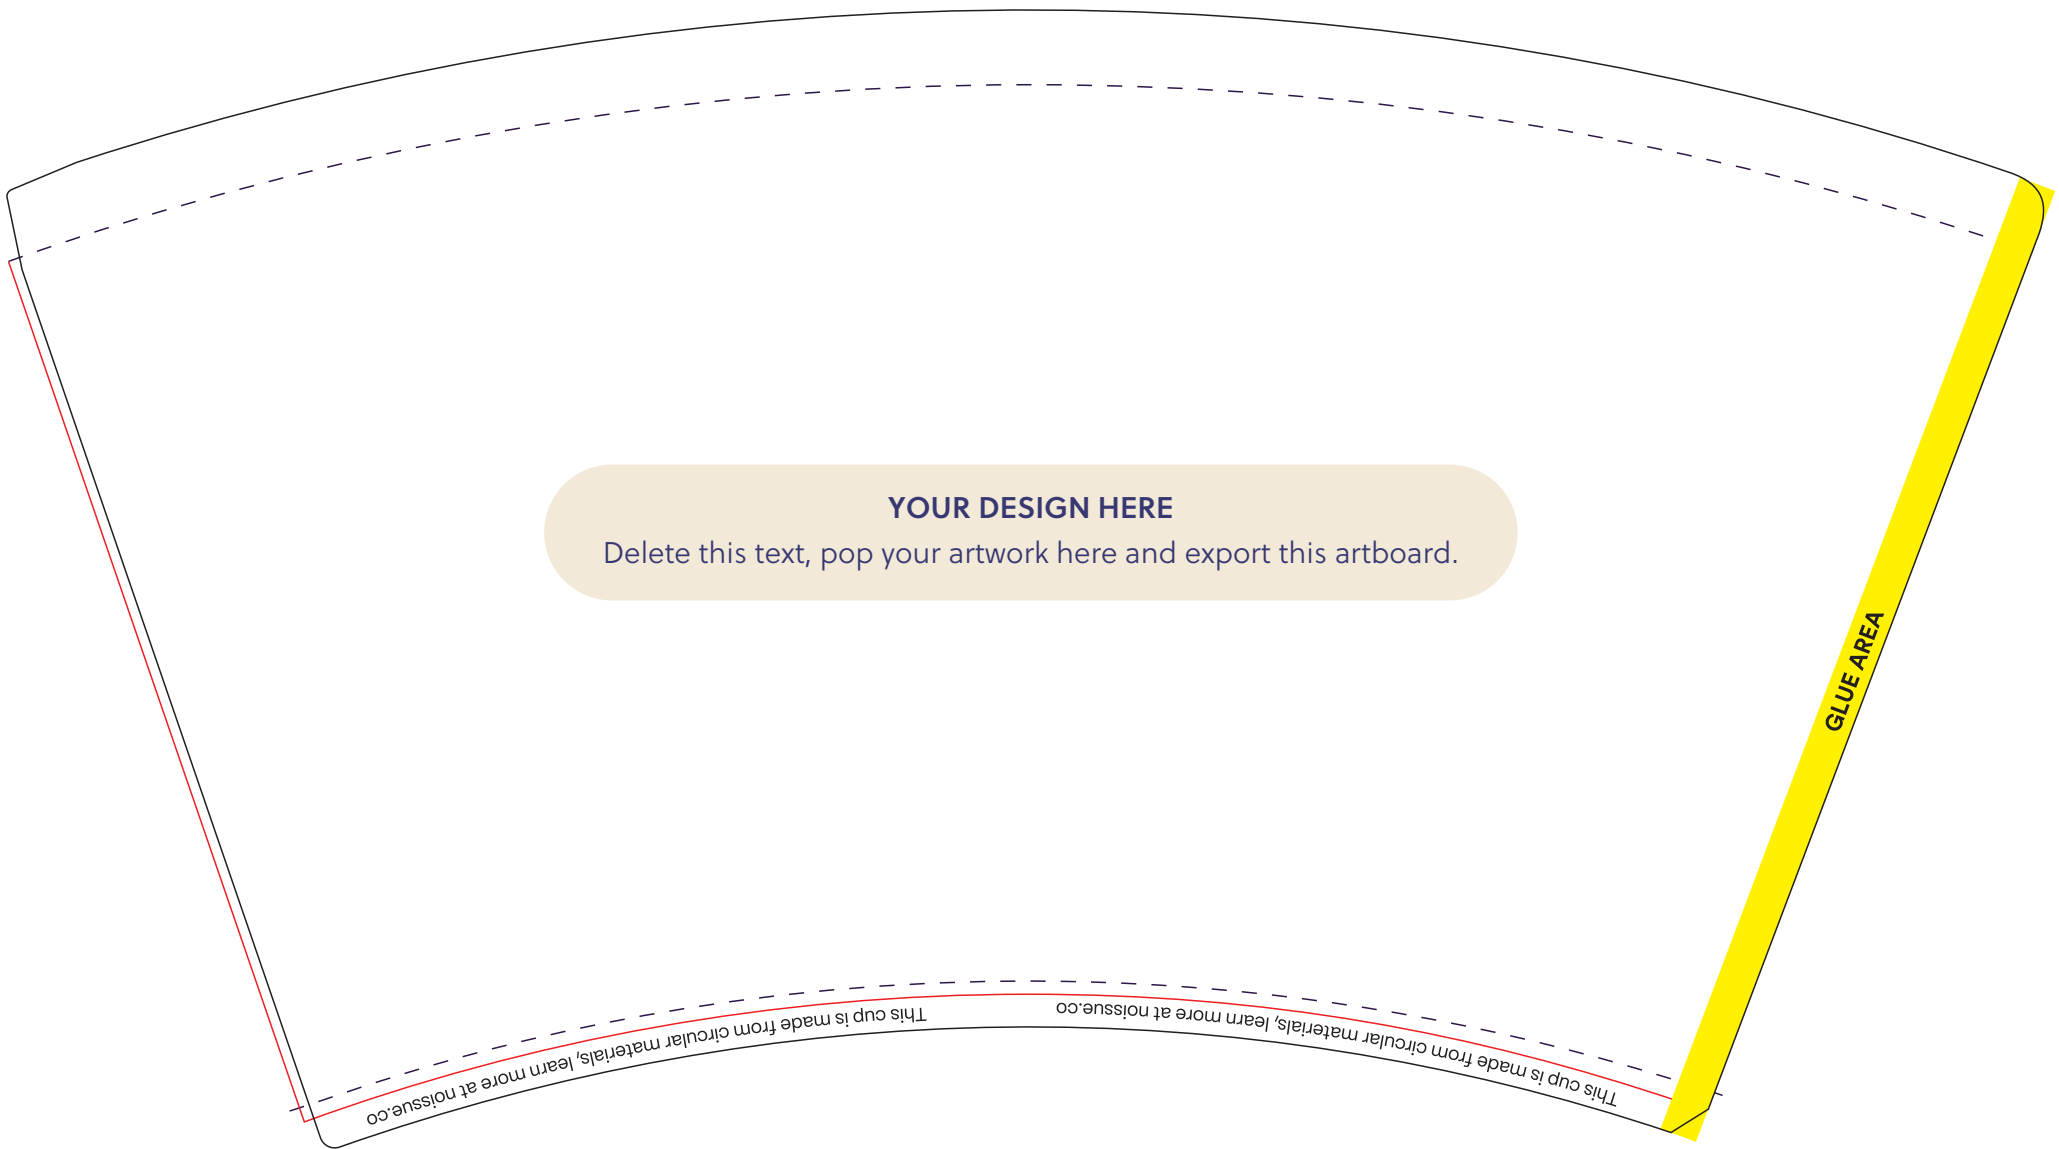 YOUR DESIGN HERE
Delete this text, pop your artwork here and export this artboard.
GLUE AREA
This cup is made from circular materials, learn more at noissue.co
This cup is made from circular materials, learn more at noissue.co